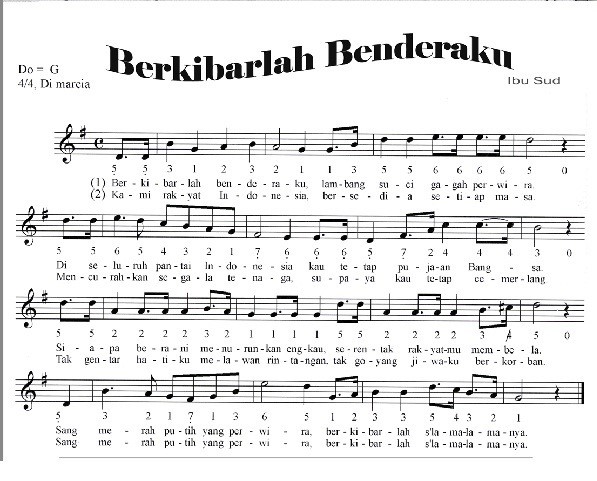 Berkibarlah Benderaku
Do = G
Ibu Sud
4/4, Di marcia
5 5 3 1 2 3 2 1 1 3 5 5 6 6 6 6 5 0
(1) Ber - ki - bar - lah ben - de - ra - ku, lam - bang su - ci ga - gah per - wi - ra.
(2) Ka - mi rak - yat In - do - ne - sia, ber - se - di - a se - ti - ap ma - sa.
5 5 6 5 4 3 2 1 7 6 6 6 5 7 2 4 4 4 3 0
Di se - lu - ruh pan - tai In - do - ne - sia kau te - tap pu - ja - an Bang - sa.
Men - cu - rah - kan se - ga - la te - na - ga, su - pa - ya kau te - tap ce - mer - lang.
5 5 2 2 2 2 3 2 1 1 1 1 5 5 2 2 2 2 3 4 5 0
Si - a - pa be - ra - ni me - nu - run - kan eng - kau, se - ren - tak rak - yat - mu mem - be - la.
Tak gen - tar ha - ti - ku me - la - wan rin - ta - ngan, tak go - yang ji - wa - ku ber - kor - ban.
5 3 2 1 7 1 3 6 5 1 2 3 3 5 4 3 2 1
Sang me - rah pu - tih yang per - wi - ra, ber - ki - bar - lah s'la - ma - la - ma - nya.
Sang me - rah pu - tih yang per - wi - ra, ber - ki - bar - lah s'la - ma - la - ma - nya.